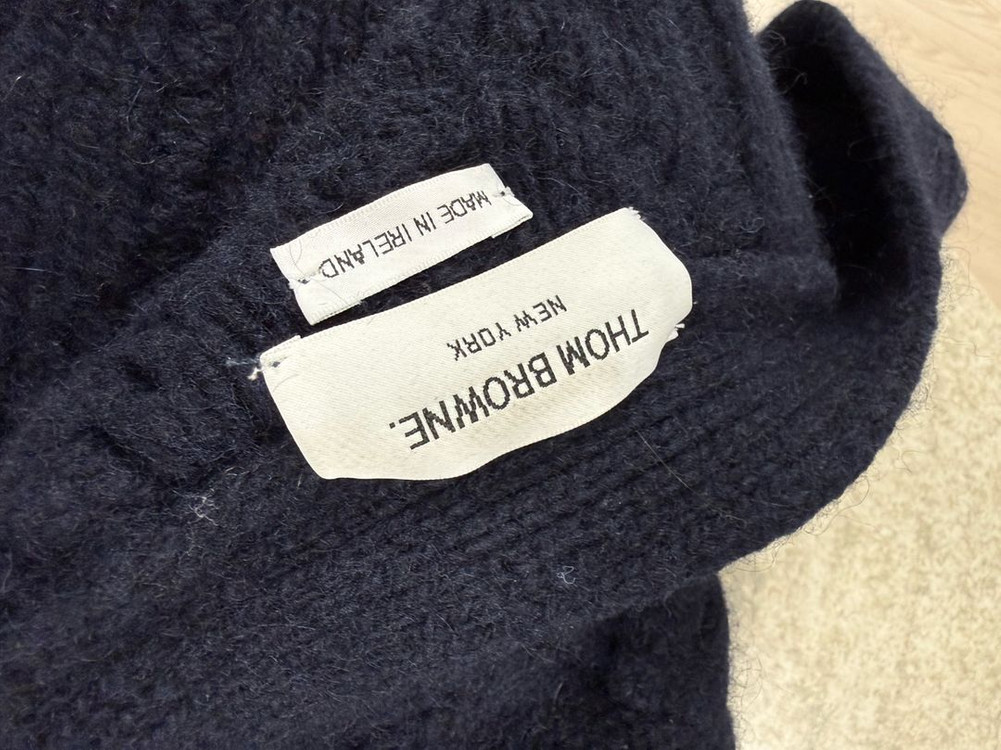 THOM BROWNE.
NEW YORK
MADE IN IRELAND